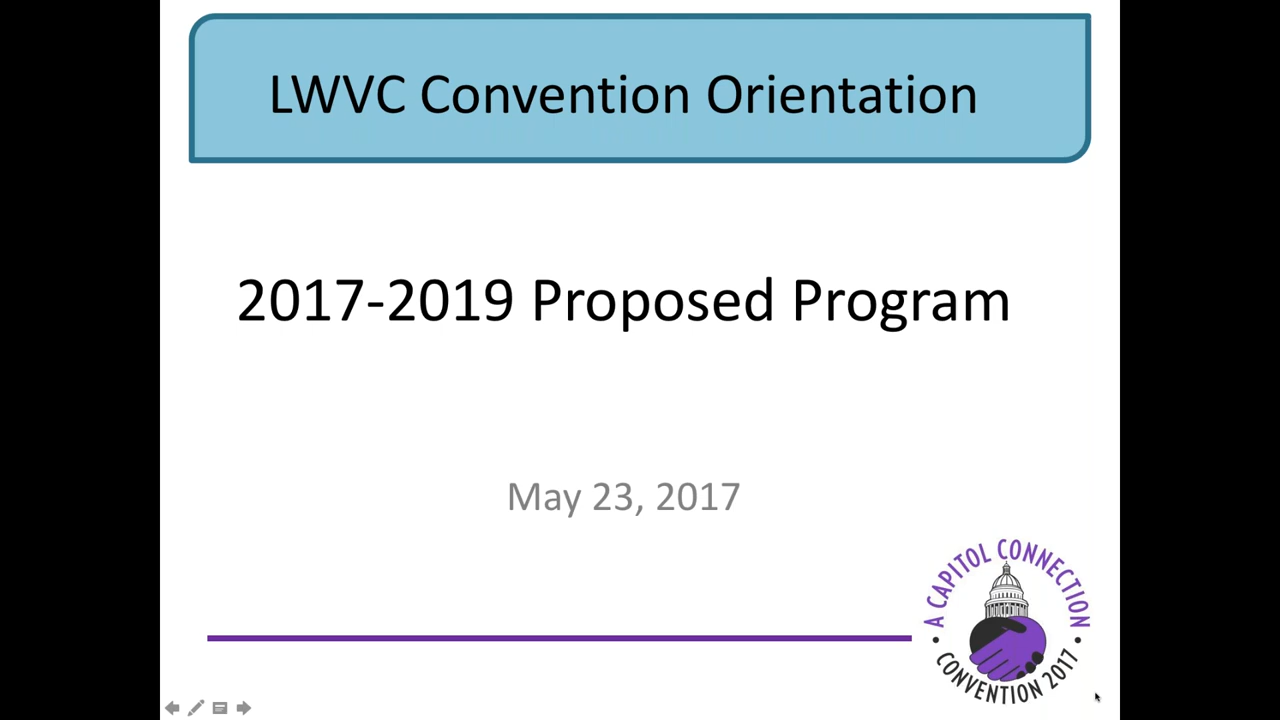 LWVC Convention Orientation
2017-2019 Proposed Program
May 23, 2017
A CAPITOL CONNECTION
• CONVENTION 2017 •